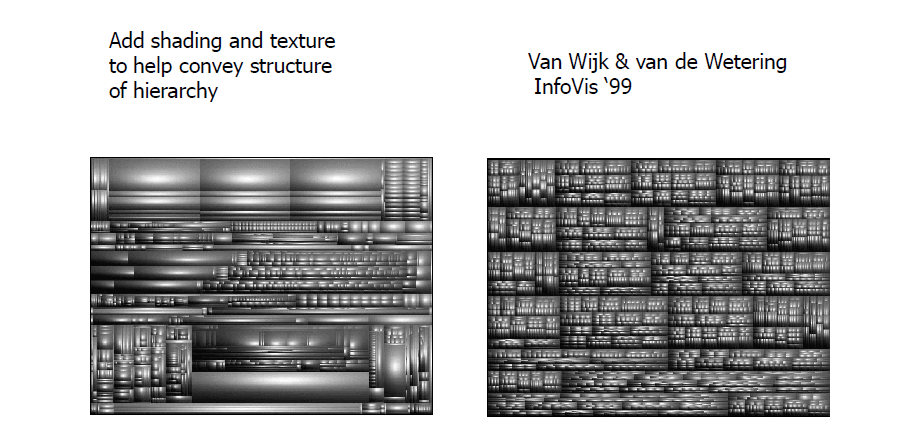 Add shading and texture
to help convey structure
of hierarchy
Van Wijk & van de Wetering
InfoVis ‘99